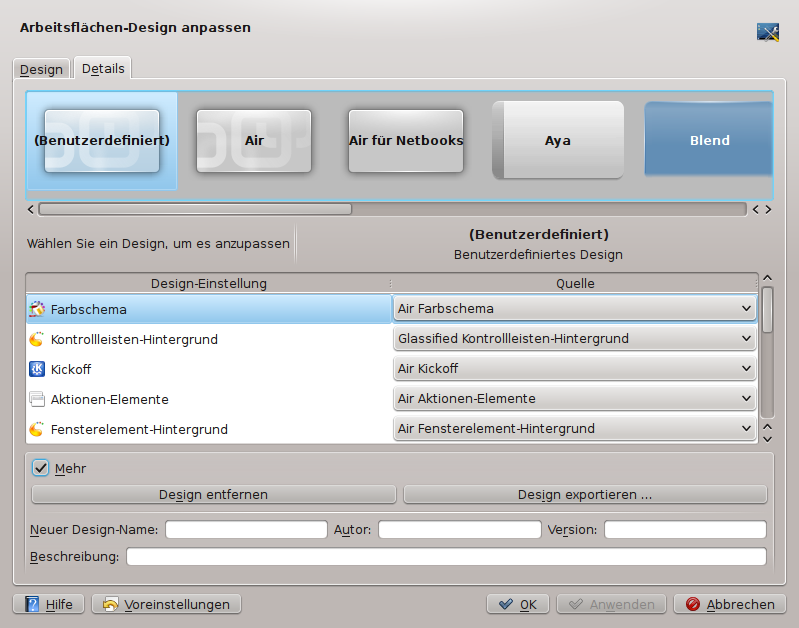 Arbeitsflächen-Design anpassen
Design Details
(Benutzerdefiniert) Air Air für Netbooks Aya Blend
Wählen Sie ein Design, um es anzupassen
(Benutzerdefiniert)
Benutzerdefiniertes Design
Design-Einstellung Quelle
Farbschema Air Farbschema
Kontrollleisten-Hintergrund Glassified Kontrollleisten-Hintergrund
Kickoff Air Kickoff
Aktionen-Elemente Air Aktionen-Elemente
Fensterelement-Hintergrund Air Fensterelement-Hintergrund
Mehr
Design entfernen Design exportieren ...
Neuer Design-Name: Autor: Version:
Beschreibung:
Hilfe Voreinstellungen OK Anwenden Abbrechen